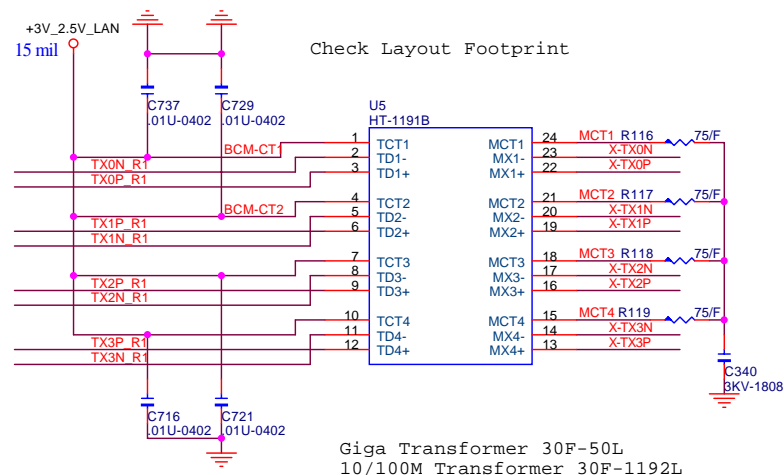 +3V_2.5V_LAN
15 mil
Check Layout Footprint
C737
.01U-0402
C729
.01U-0402
U5
HT-1191B
BCM-CT1
TX0N_R1
TX0P_R1
BCM-CT2
TX1P_R1
TX1N_R1
TX2P_R1
TX2N_R1
TX3P_R1
TX3N_R1
1 TCT1 MCT1 24 MCT1 R116 75/F
2 TD1- MX1- 23 X-TX0N
3 TD1+ MX1+ 22 X-TX0P
4 TCT2 MCT2 21 MCT2 R117 75/F
5 TD2- MX2- 20 X-TX1N
6 TD2+ MX2+ 19 X-TX1P
7 TCT3 MCT3 18 MCT3 R118 75/F
8 TD3- MX3- 17 X-TX2N
9 TD3+ MX3+ 16 X-TX2P
10 TCT4 MCT4 15 MCT4 R119 75/F
11 TD4- MX4- 14 X-TX3N
12 TD4+ MX4+ 13 X-TX3P
C716
.01U-0402
C721
.01U-0402
C340
3KV-1808
Giga Transformer 30F-50L
10/100M Transformer 30F-1192L